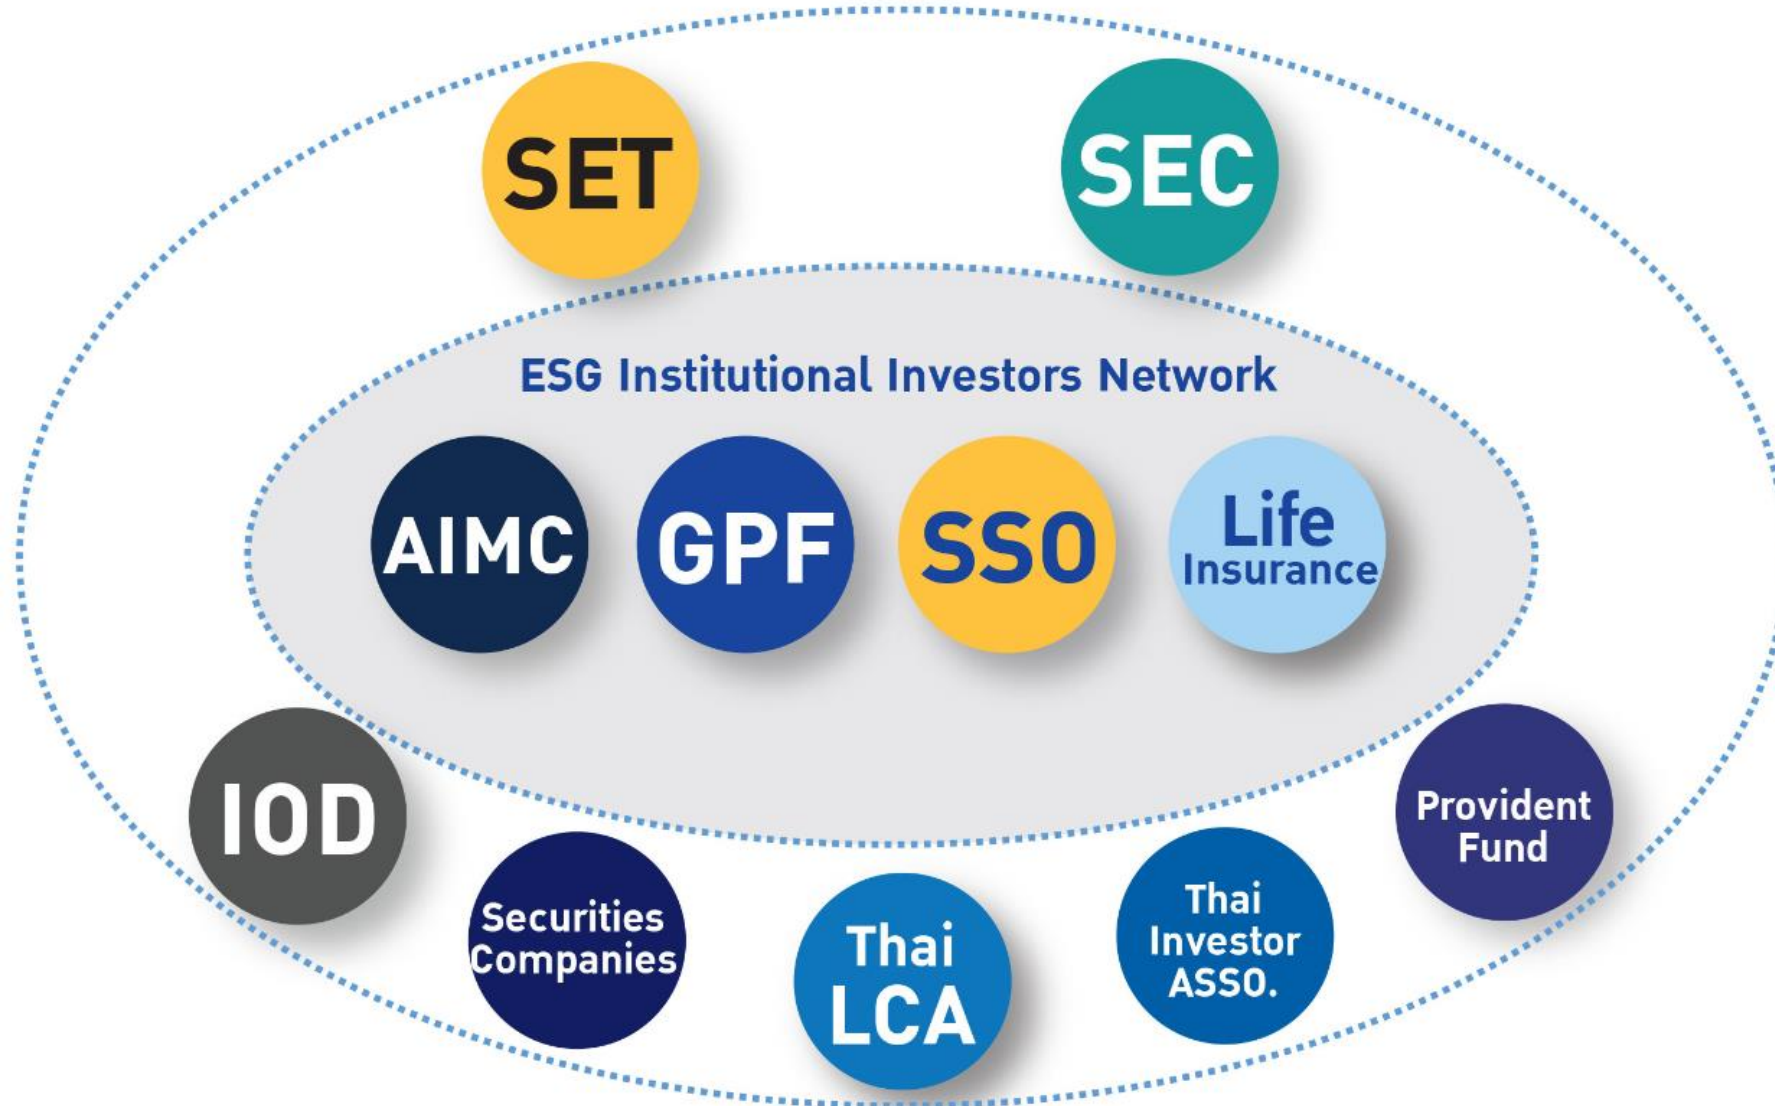 SET
SEC
ESG Institutional Investors Network
AIMC
GPF
SSO
Life
Insurance
IOD
Securities
Companies
Thai
LCA
Thai
Investor
ASSO.
Provident
Fund